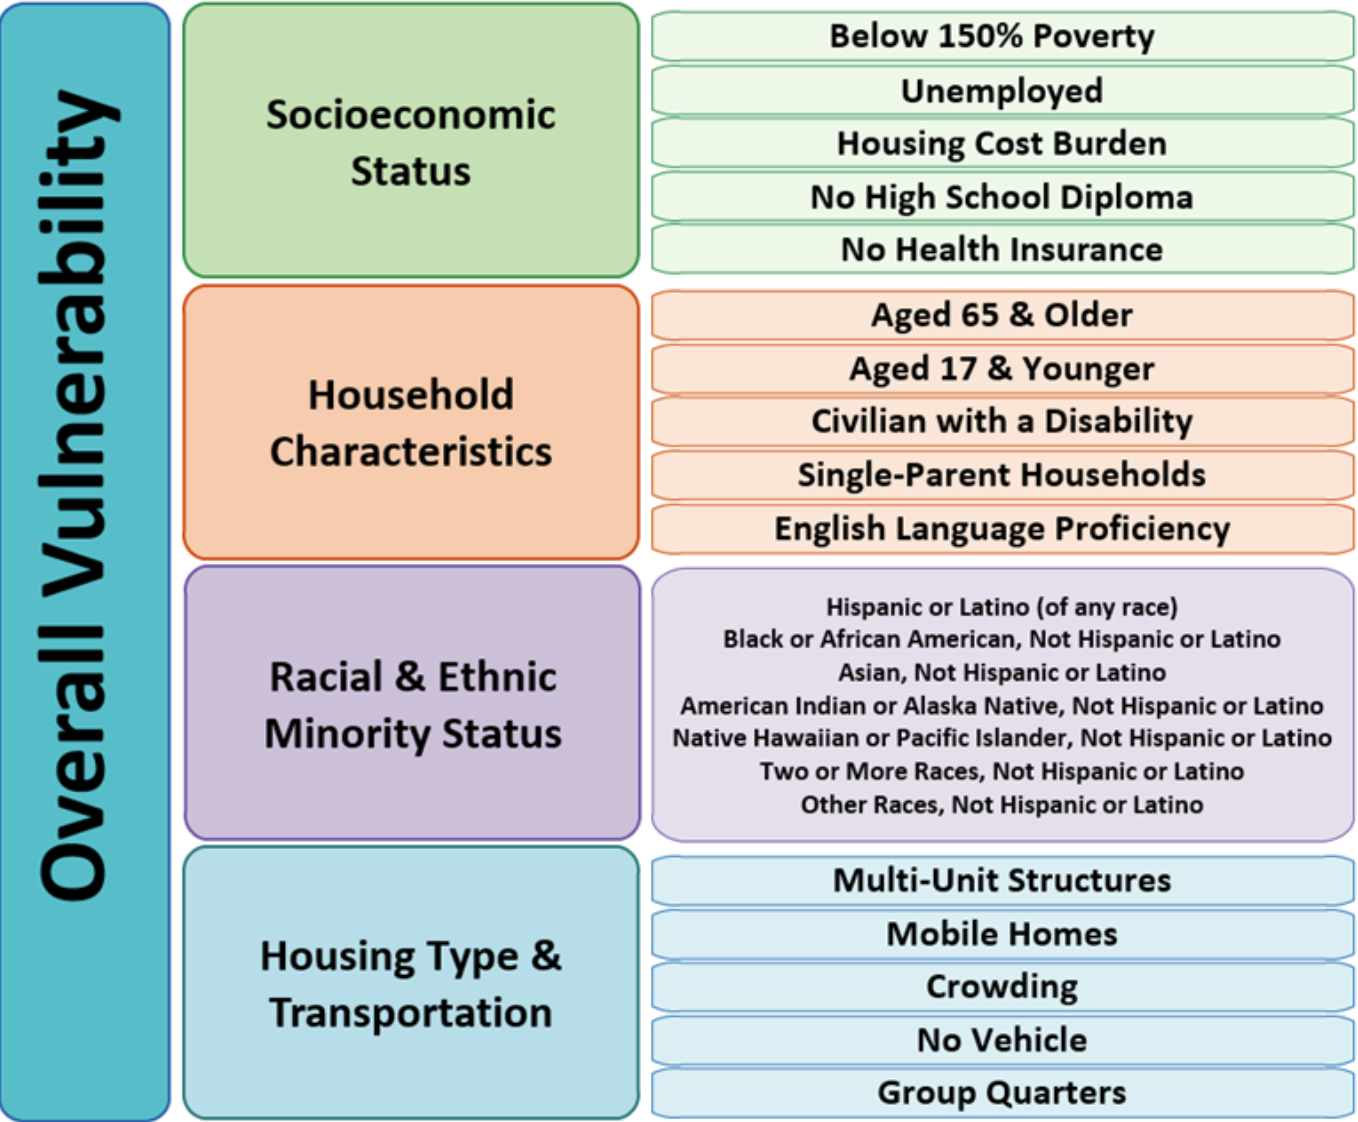 Overall Vulnerability
Socioeconomic
Status
Below 150% Poverty
Unemployed
Housing Cost Burden
No High School Diploma
No Health Insurance
Household
Characteristics
Aged 65 & Older
Aged 17 & Younger
Civilian with a Disability
Single-Parent Households
English Language Proficiency
Racial & Ethnic
Minority Status
Hispanic or Latino (of any race)
Black or African American, Not Hispanic or Latino
Asian, Not Hispanic or Latino
American Indian or Alaska Native, Not Hispanic or Latino
Native Hawaiian or Pacific Islander, Not Hispanic or Latino
Two or More Races, Not Hispanic or Latino
Other Races, Not Hispanic or Latino
Housing Type &
Transportation
Multi-Unit Structures
Mobile Homes
Crowding
No Vehicle
Group Quarters